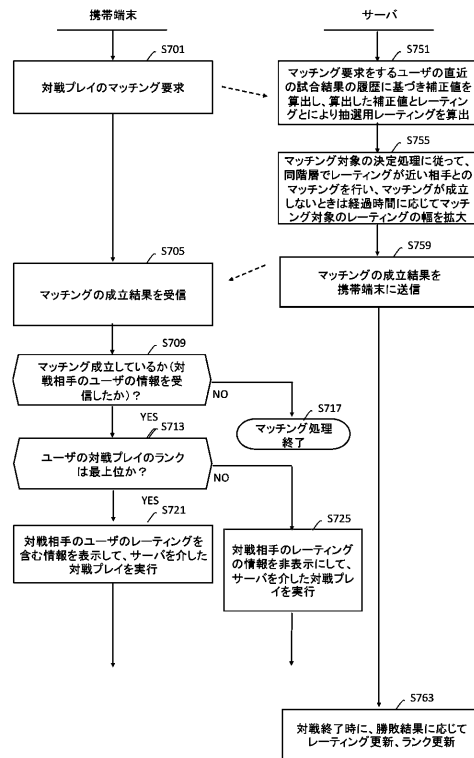 携帯端末
サーバ
S701
対戦プレイのマッチング要求
S751
マッチング要求をするユーザの直近
の試合結果の履歴に基づき補正値を
算出し、算出した補正値とレーティン
グとにより抽選用レーティングを算出
S755
マッチング対象の決定処理に従って、
同階層でレーティングが近い相手との
マッチングを行い、マッチングが成立
しないときは経過時間に応じてマッチ
ング対象のレーティングの幅を拡大
S705
マッチングの成立結果を受信
S759
マッチングの成立結果を
携帯端末に送信
S709
マッチング成立しているか(対
戦相手のユーザの情報を受
信したか)?
NO
YES
S717
マッチング処理
終了
S713
ユーザの対戦プレイのランク
は最上位か?
NO
YES
S721
対戦相手のユーザのレーティングを
含む情報を表示して、サーバを介した
対戦プレイを実行
S725
対戦相手のレーティング
の情報を非表示にして、
サーバを介した対戦プレ
イを実行
S763
対戦終了時に、勝敗結果に応じて
レーティング更新、ランク更新